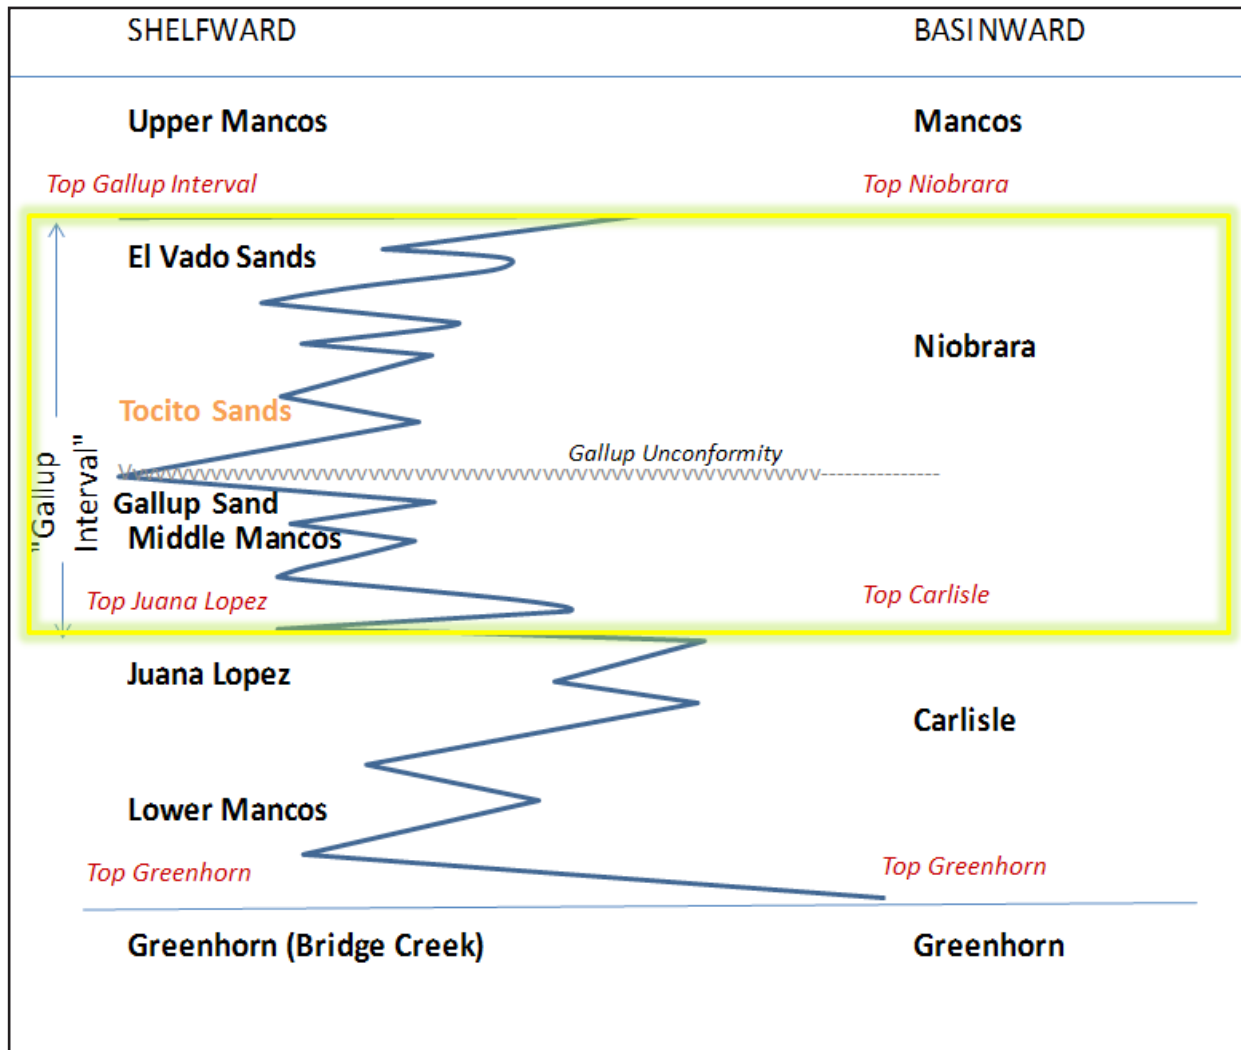 SHELFWARD BASINWARD
Upper Mancos Mancos
Top Gallup Interval Top Niobrara
El Vado Sands
Niobrara
Tocito Sands
Gallup Unconformity
"Gallup
Interval"
Gallup Sand
Middle Mancos
Top Juana Lopez Top Carlisle
Juana Lopez
Carlisle
Lower Mancos
Top Greenhorn Top Greenhorn
Greenhorn (Bridge Creek) Greenhorn